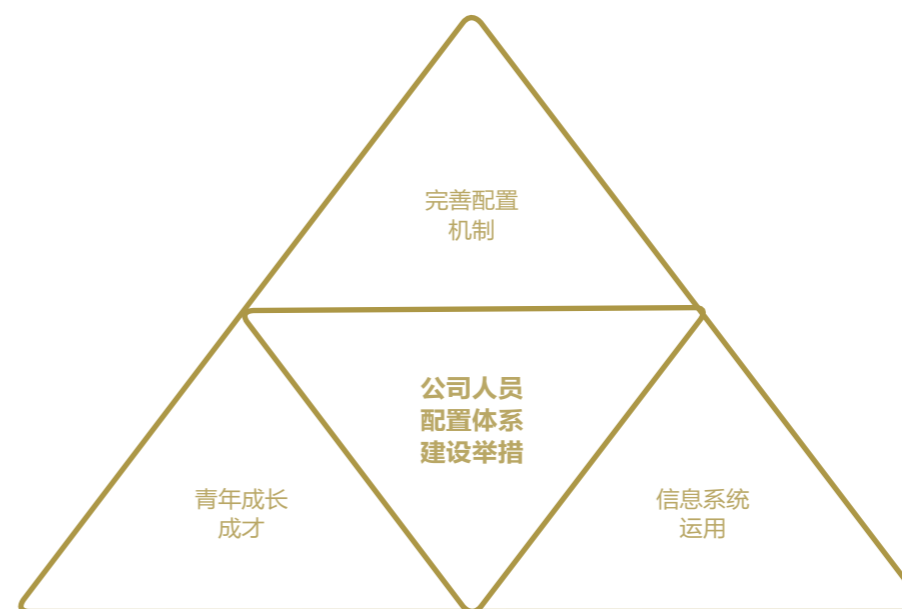 完善配置
机制
公司人员
配置体系
建设举措
青年成长
成才
信息系统
运用